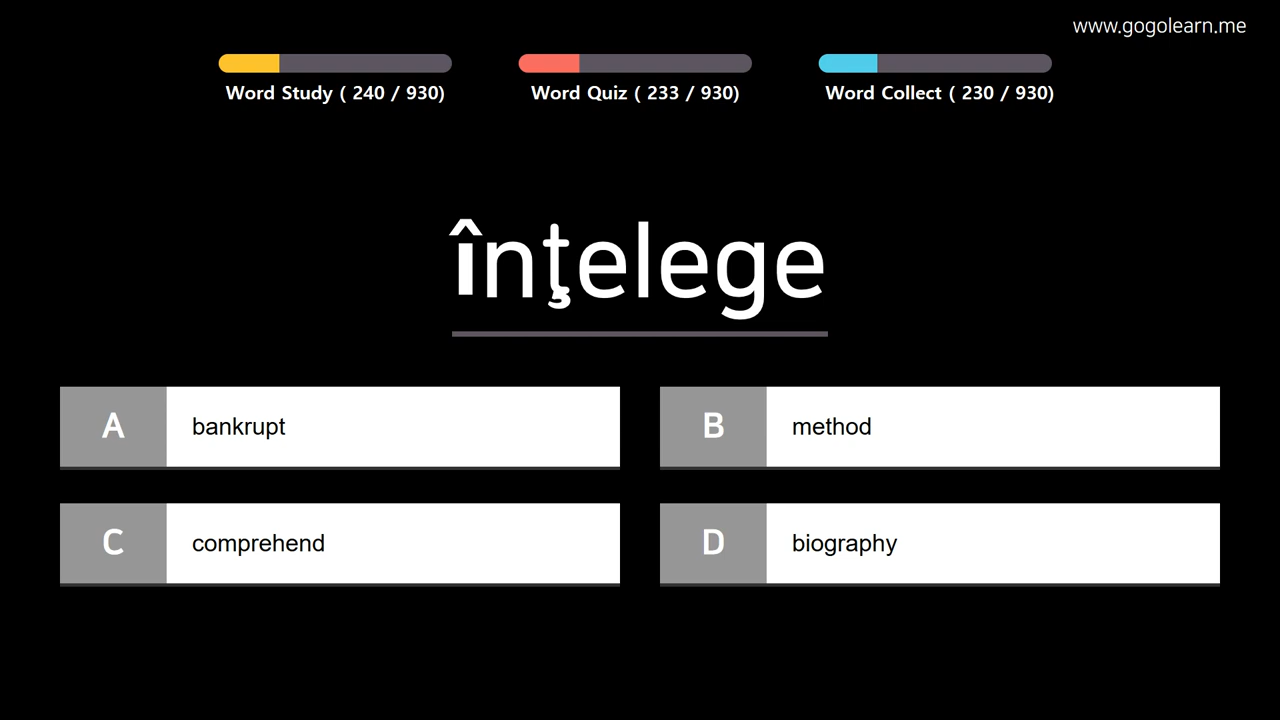 www.gogolearn.me
Word Study ( 240 / 930)
Word Quiz ( 233 / 930)
Word Collect ( 230 / 930)
înţelege
A bankrupt
B method
C comprehend
D biography